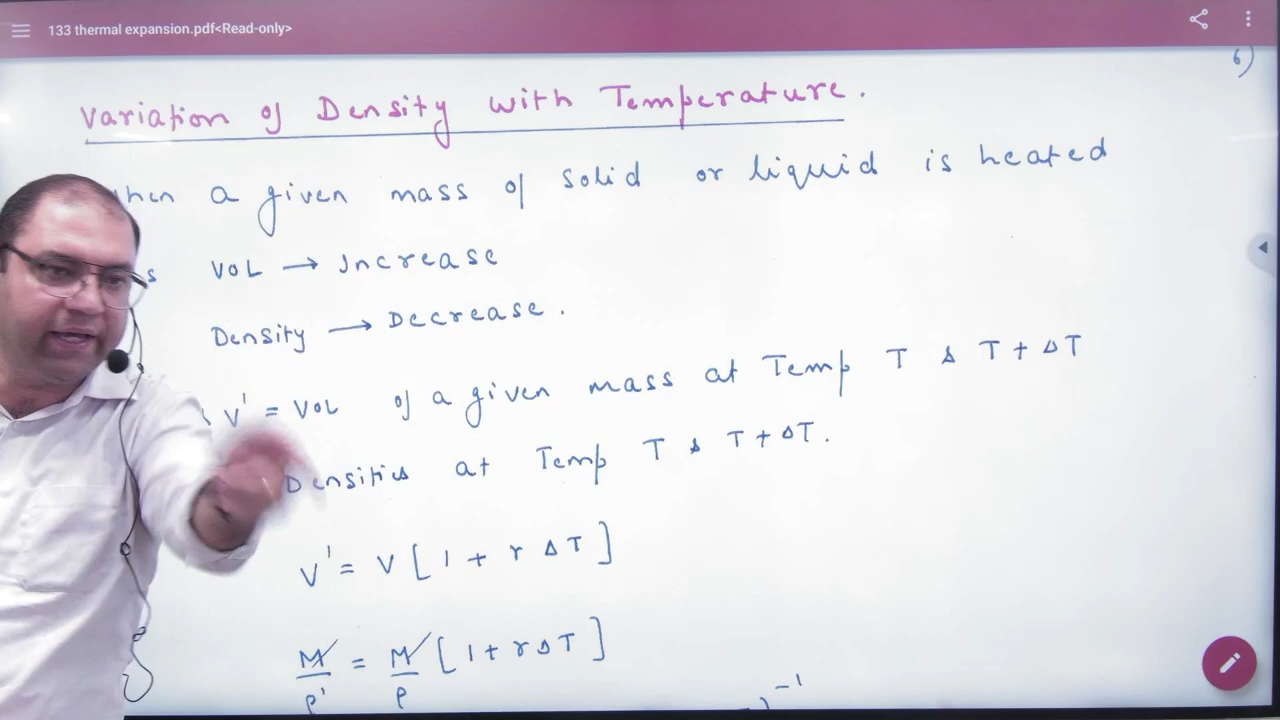 133 thermal expansion.pdf<Read-only>
6)
Variation of Density with Temperature.
hen a given mass of solid or liquid is heated
s VOL → Increase
Density → Decrease.
V' = VOL of a given mass at Temp T & T + ΔT
Densities at Temp T & T + ΔT.
V' = V [ 1 + γ ΔT ]
M/ρ' = M/ρ [ 1 + γ ΔT ]
)⁻¹